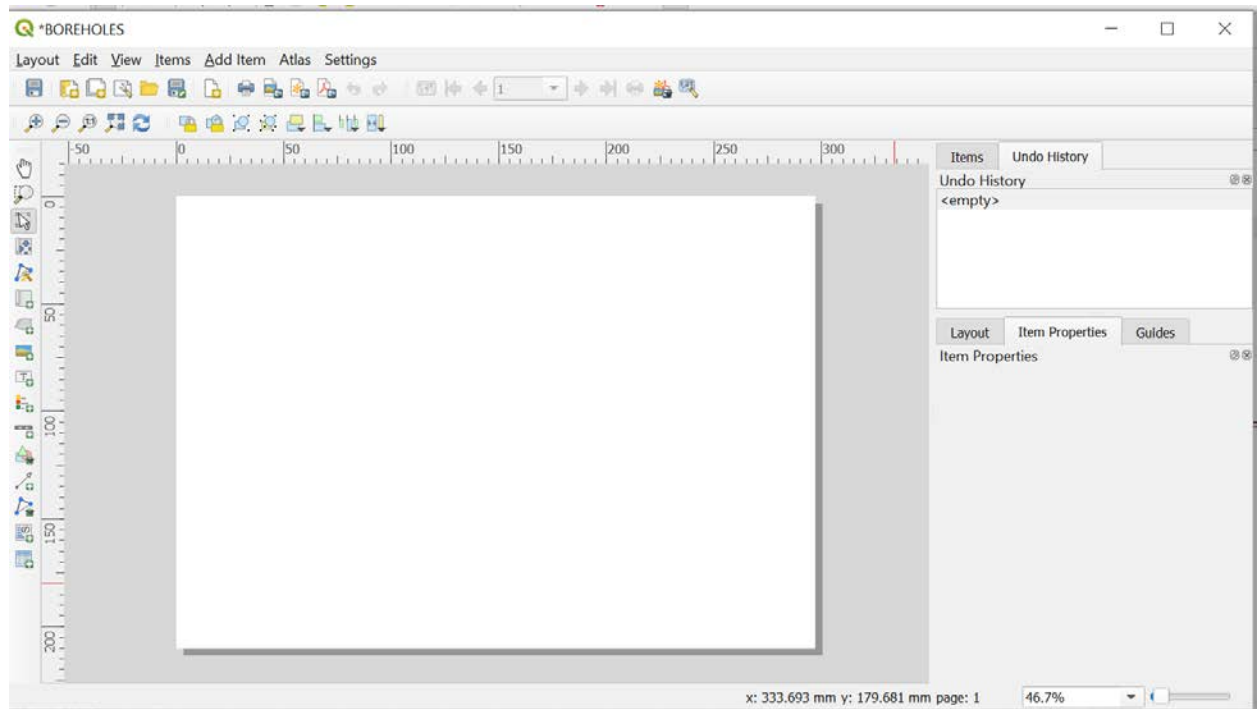 *BOREHOLES
Layout Edit View Items Add Item Atlas Settings
1
-50 0 50 100 150 200 250 300
Items Undo History
Undo History
<empty>
0
50
100
150
200
Layout Item Properties Guides
Item Properties
x: 333.693 mm y: 179.681 mm page: 1 46.7%